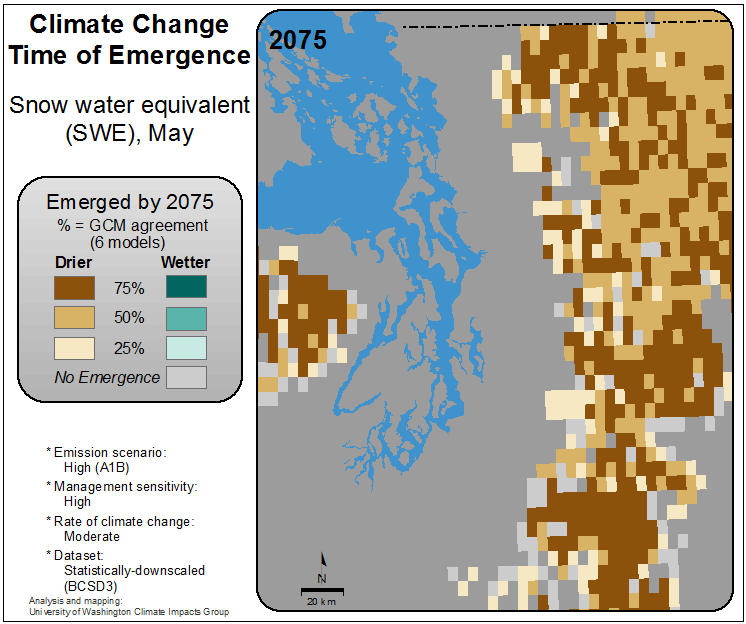 Climate Change
Time of Emergence
Snow water equivalent
(SWE), May
Emerged by 2075
% = GCM agreement
(6 models)
Drier Wetter
75%
50%
25%
No Emergence
* Emission scenario:
High (A1B)
* Management sensitivity:
High
* Rate of climate change:
Moderate
* Dataset:
Statistically-downscaled
(BCSD3)
Analysis and mapping:
University of Washington Climate Impacts Group
2075
N
20 km